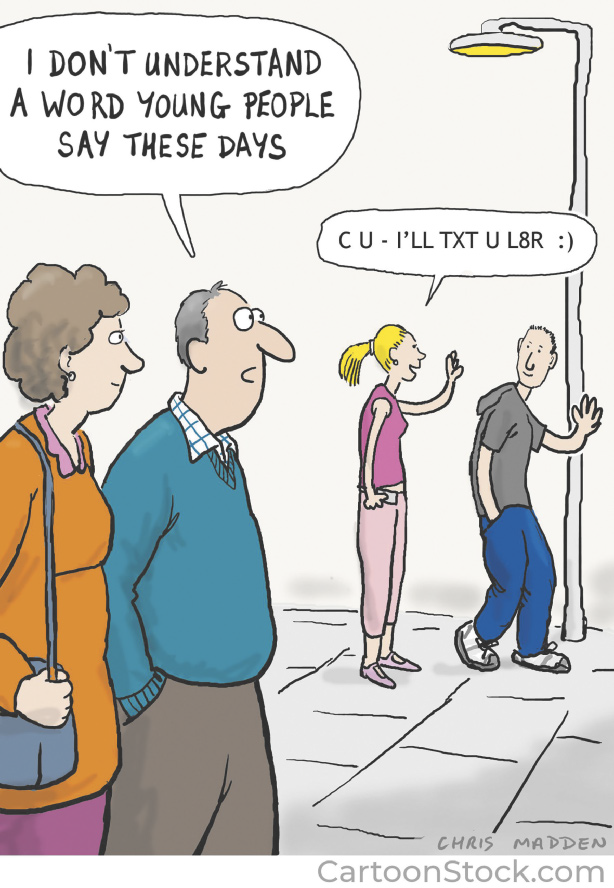 I DON'T UNDERSTAND
A WORD YOUNG PEOPLE
SAY THESE DAYS
C U - I'LL TXT U L8R :)
CHRIS MADDEN
CartoonStock.com